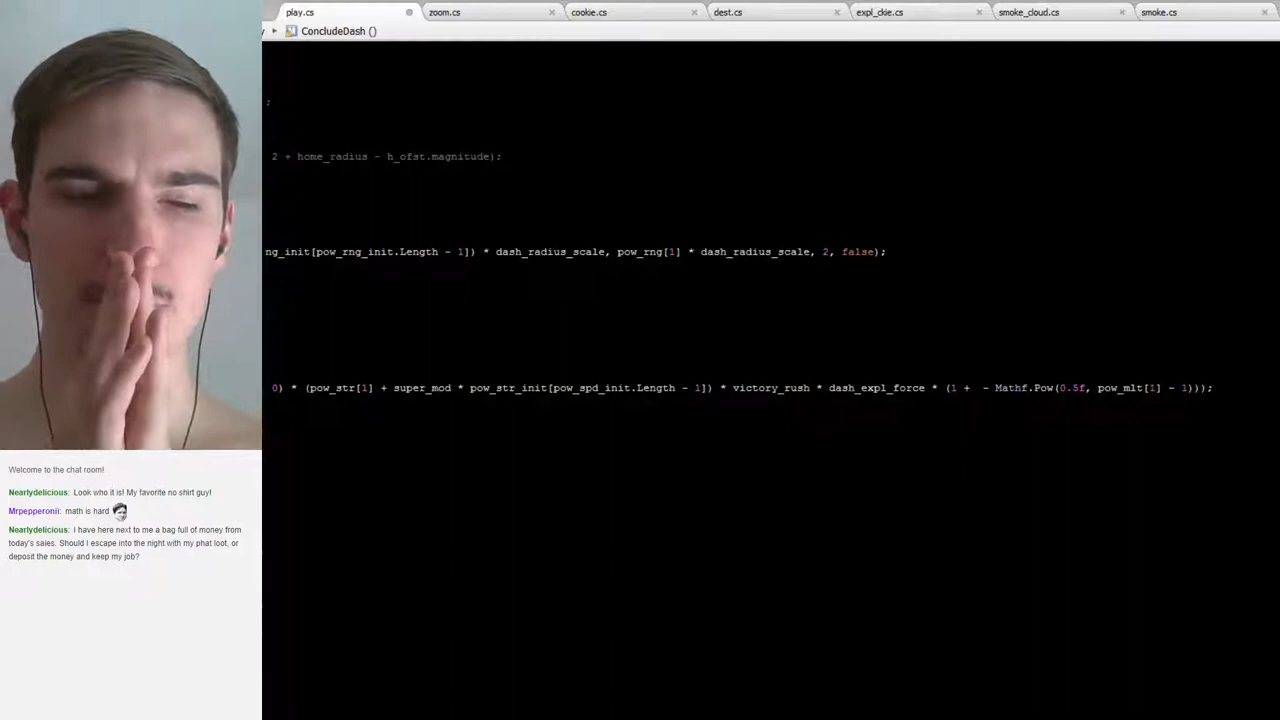 play.cs zoom.cs cookie.cs dest.cs expl_ckie.cs smoke_cloud.cs smoke.cs
ConcludeDash ()
;
2 + home_radius - h_ofst.magnitude);
ng_init[pow_rng_init.Length - 1]) * dash_radius_scale, pow_rng[1] * dash_radius_scale, 2, false);
0) * (pow_str[1] + super_mod * pow_str_init[pow_spd_init.Length - 1]) * victory_rush * dash_expl_force * (1 +  - Mathf.Pow(0.5f, pow_mlt[1] - 1)));
Welcome to the chat room!
Nearlydelicious: Look who it is! My favorite no shirt guy!
Mrpepperonii: math is hard
Nearlydelicious: I have here next to me a bag full of money from
today's sales. Should I escape into the night with my phat loot, or
deposit the money and keep my job?